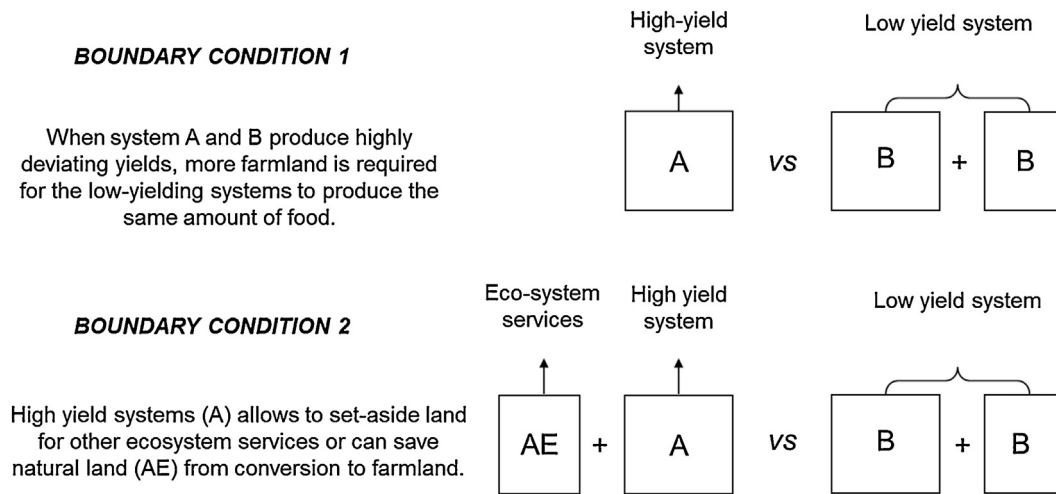 High-yield
system
Low yield system
BOUNDARY CONDITION 1
When system A and B produce highly
deviating yields, more farmland is required
for the low-yielding systems to produce the
same amount of food.
A vs B + B
Eco-system
services
High yield
system
Low yield system
BOUNDARY CONDITION 2
High yield systems (A) allows to set-aside land
for other ecosystem services or can save
natural land (AE) from conversion to farmland.
AE + A vs B + B